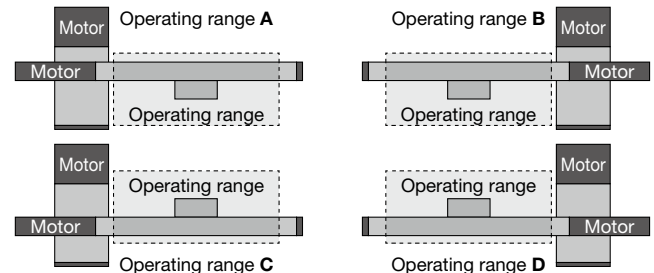 Motor
Operating range A
Motor
Operating range
Operating range B
Motor
Motor
Operating range
Motor
Operating range
Motor
Operating range C
Motor
Operating range
Motor
Operating range D